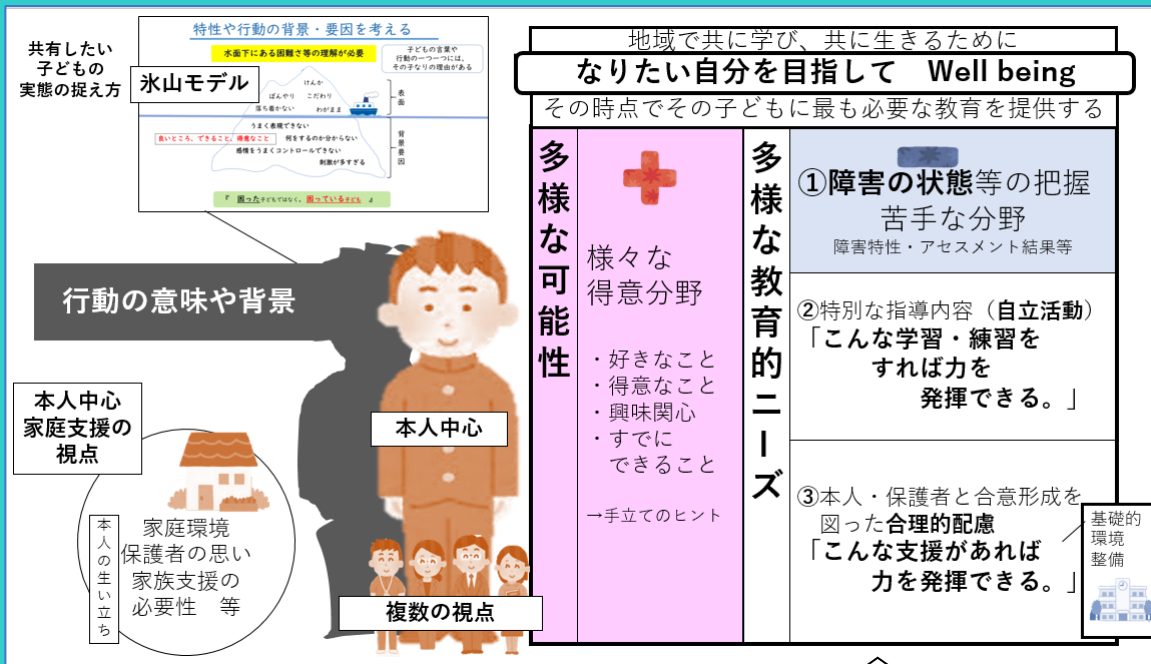 共有したい
子どもの
実態の捉え方
特性や行動の背景・要因を考える
水面下にある困難さ等の理解が必要
子どもの言葉や
行動の一つ一つには、
その子なりの理由がある
氷山モデル
けんか
ぼんやり こだわり
落ち着かない わがまま
表面
うまく表現できない
良いところ、できること、得意なこと 何をするのか分からない
感情をうまくコントロールできない
刺激が多すぎる
背景要因
『 困った子どもではなく、困っている子ども 』
行動の意味や背景
本人中心
家庭支援の
視点
本人の生い立ち
家庭環境
保護者の思い
家族支援の
必要性 等
本人中心
複数の視点
地域で共に学び、共に生きるために
なりたい自分を目指して Well being
その時点でその子どもに最も必要な教育を提供する
多様な可能性
様々な
得意分野
・好きなこと
・得意なこと
・興味関心
・すでに
できること
→手立てのヒント
多様な教育的ニーズ
①障害の状態等の把握
苦手な分野
障害特性・アセスメント結果等
②特別な指導内容（自立活動）
「こんな学習・練習を
すれば力を
発揮できる。」
③本人・保護者と合意形成を
図った合理的配慮
「こんな支援があれば
力を発揮できる。」
基礎的
環境
整備